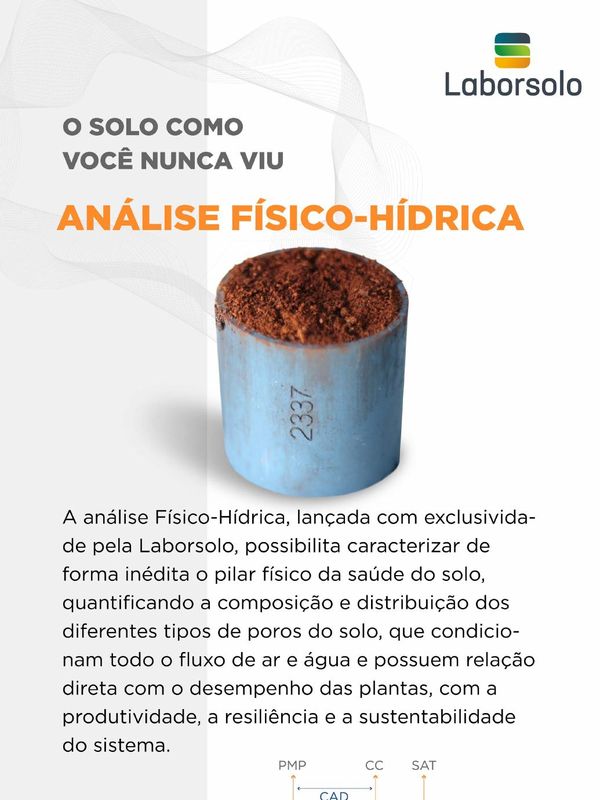 Laborsolo
O SOLO COMO
VOCÊ NUNCA VIU
ANÁLISE FÍSICO-HÍDRICA
2337
A análise Físico-Hídrica, lançada com exclusivida-
de pela Laborsolo, possibilita caracterizar de
forma inédita o pilar físico da saúde do solo,
quantificando a composição e distribuição dos
diferentes tipos de poros do solo, que condicio-
nam todo o fluxo de ar e água e possuem relação
direta com o desempenho das plantas, com a
produtividade, a resiliência e a sustentabilidade
do sistema.
PMP CC SAT
CAD